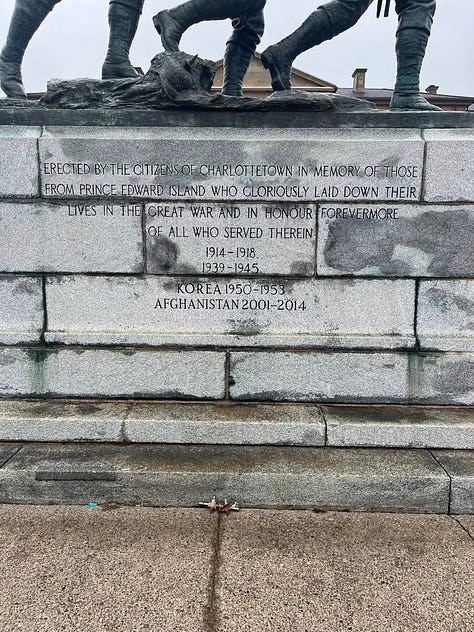 ERECTED BY THE CITIZENS OF CHARLOTTETOWN IN MEMORY OF THOSE
FROM PRINCE EDWARD ISLAND WHO GLORIOUSLY LAID DOWN THEIR
LIVES IN THE GREAT WAR AND IN HONOUR FOREVERMORE
OF ALL WHO SERVED THEREIN
1914-1918
1939-1945
KOREA 1950-1953
AFGHANISTAN 2001-2014